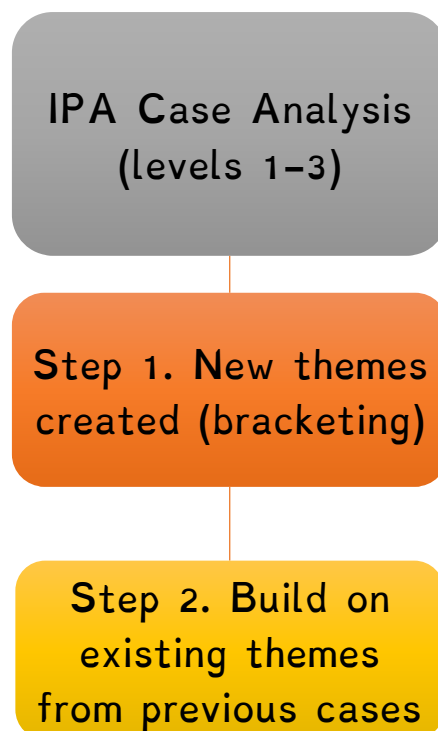 IPA Case Analysis
(levels 1–3)
Step 1. New themes
created (bracketing)
Step 2. Build on
existing themes
from previous cases